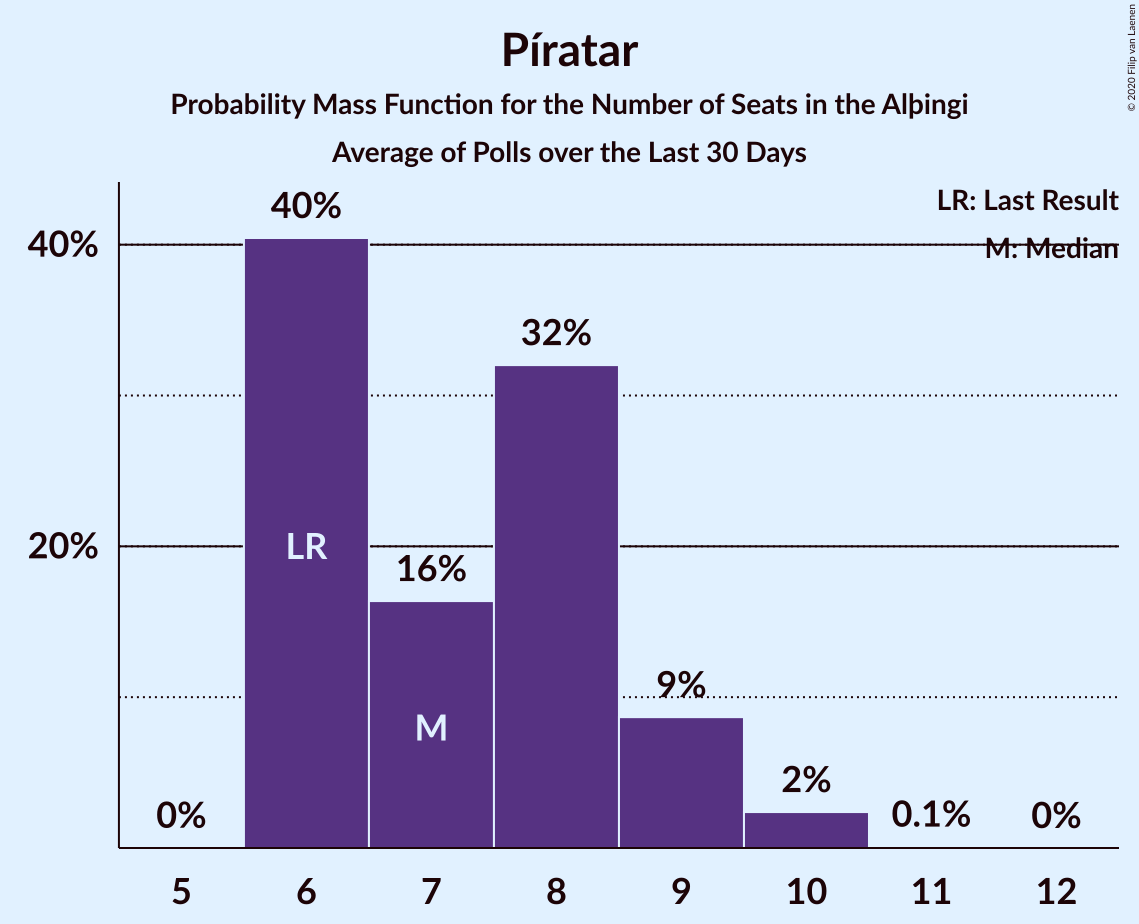 Píratar
Probability Mass Function for the Number of Seats in the Alþingi
Average of Polls over the Last 30 Days
© 2020 Filip van Laenen
LR: Last Result
M: Median
40%
20%
0%
40%
16%
32%
9%
2%
0.1%
0%
LR
M
5 6 7 8 9 10 11 12